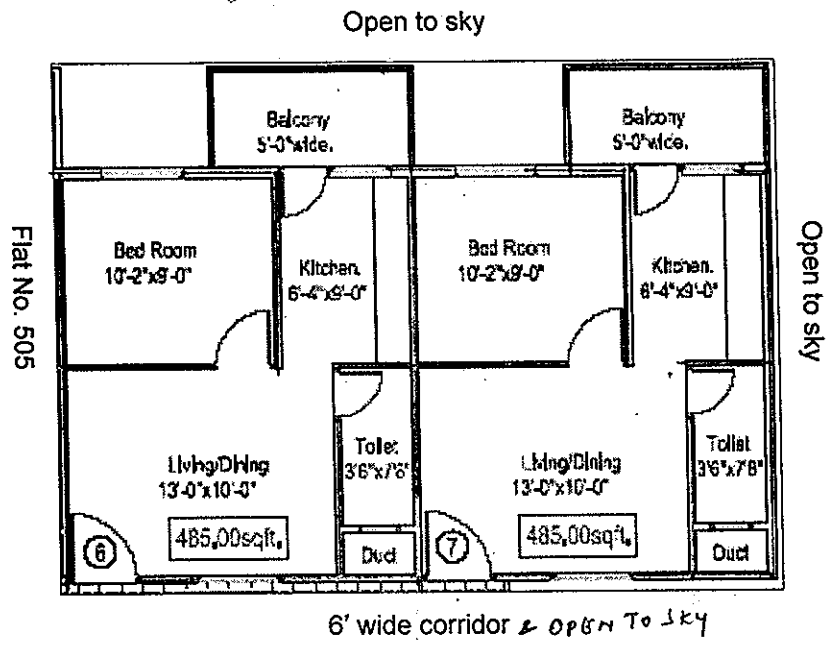 Open to sky
Balcony
5'-0"wide.
Balcony
5'-0"wide.
Flat No. 505
Bed Room
10'-2"x9'-0"
Kitchen.
6'-4"x9'-0"
Bed Room
10'-2"x9'-0"
Kitchen.
6'-4"x9'-0"
Open to sky
Living/Dining
13'-0"x10'-0"
Toilet
3'6"x7'6"
Living/Dining
13'-0"x10'-0"
Toilet
3'6"x7'6"
6
485.00sqft.
Duct
7
485.00sqft.
Duct
6' wide corridor & OPEN TO SKY